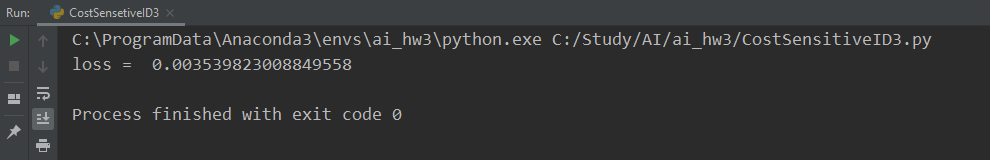 Run: CostSensetiveID3 ×
C:\ProgramData\Anaconda3\envs\ai_hw3\python.exe C:/Study/AI/ai_hw3/CostSensitiveID3.py
loss =  0.003539823008849558
Process finished with exit code 0